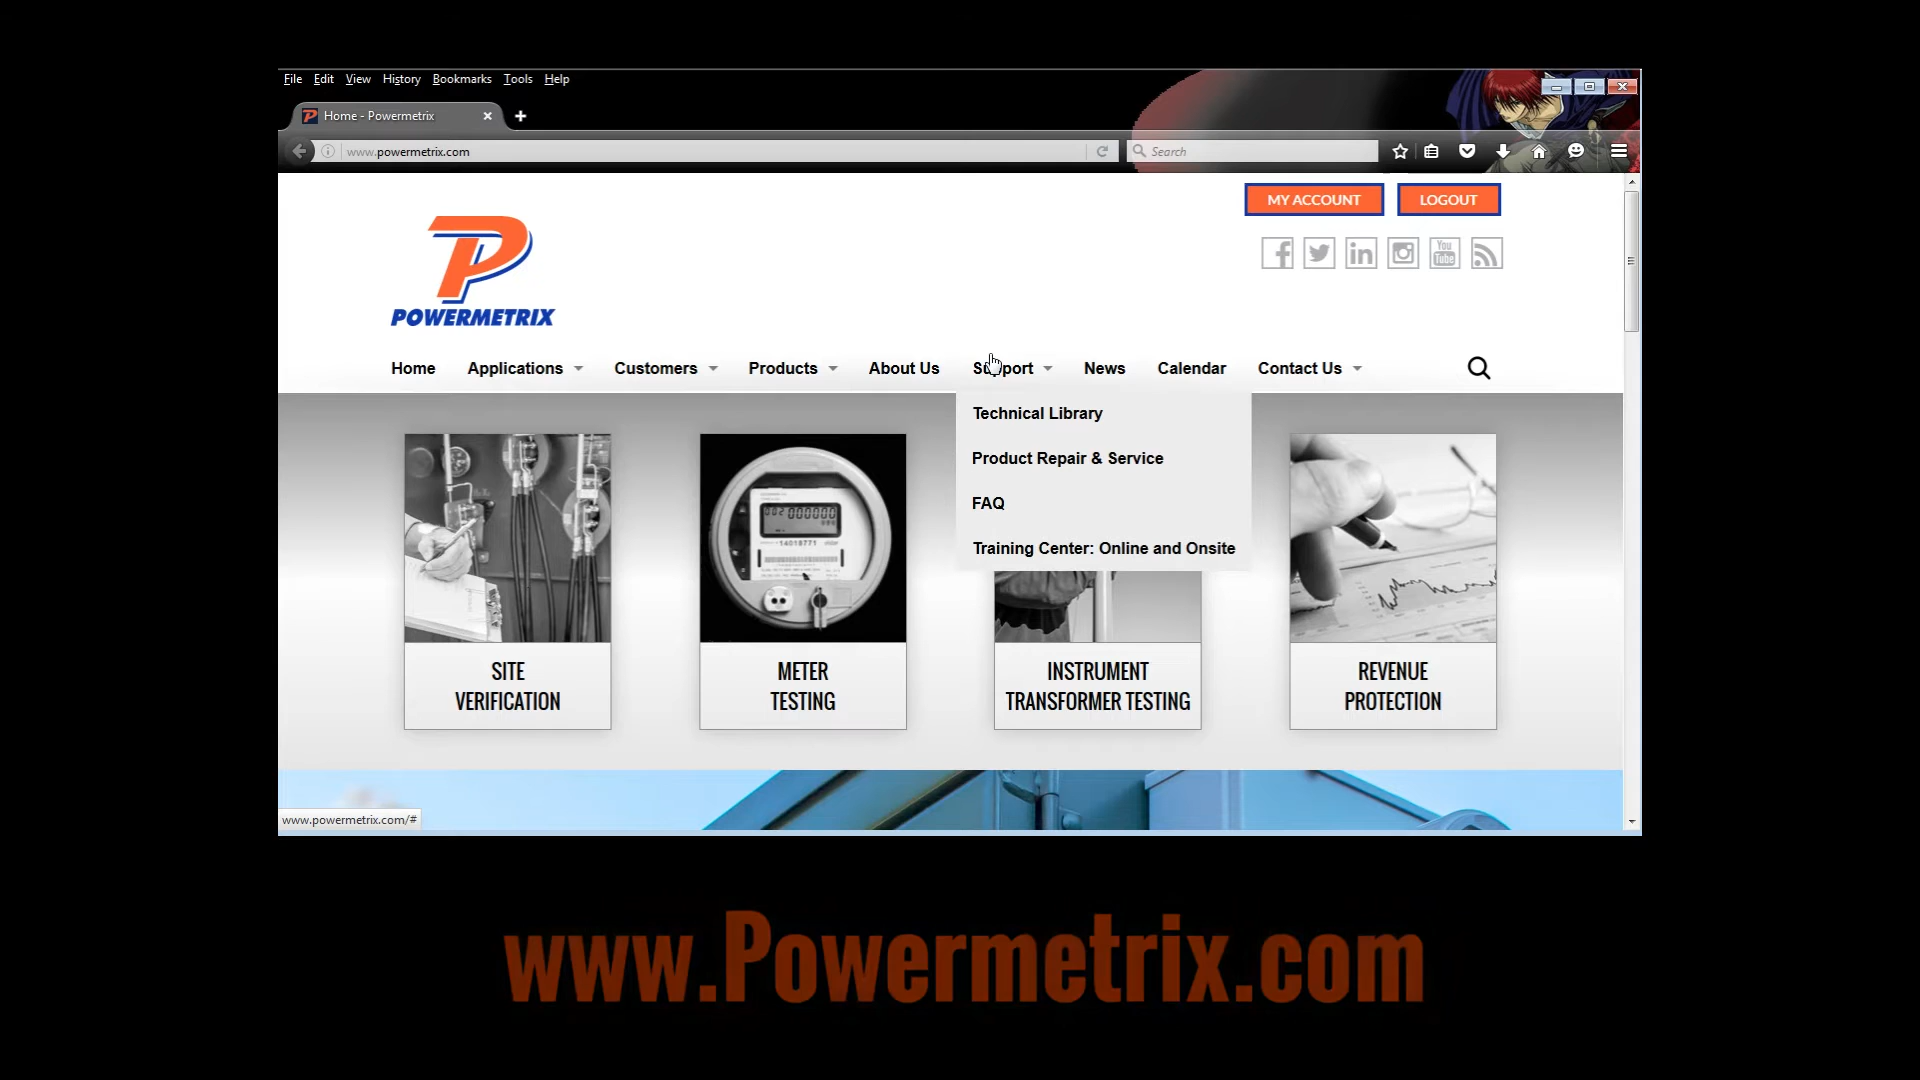 File Edit View History Bookmarks Tools Help
Home - Powermetrix
www.powermetrix.com
Search
MY ACCOUNT LOGOUT
You Tube
POWERMETRIX
Home Applications Customers Products About Us Support News Calendar Contact Us
Technical Library
Product Repair & Service
FAQ
Training Center: Online and Onsite
SITE
VERIFICATION
METER
TESTING
INSTRUMENT
TRANSFORMER TESTING
REVENUE
PROTECTION
www.powermetrix.com/#
www.Powermetrix.com